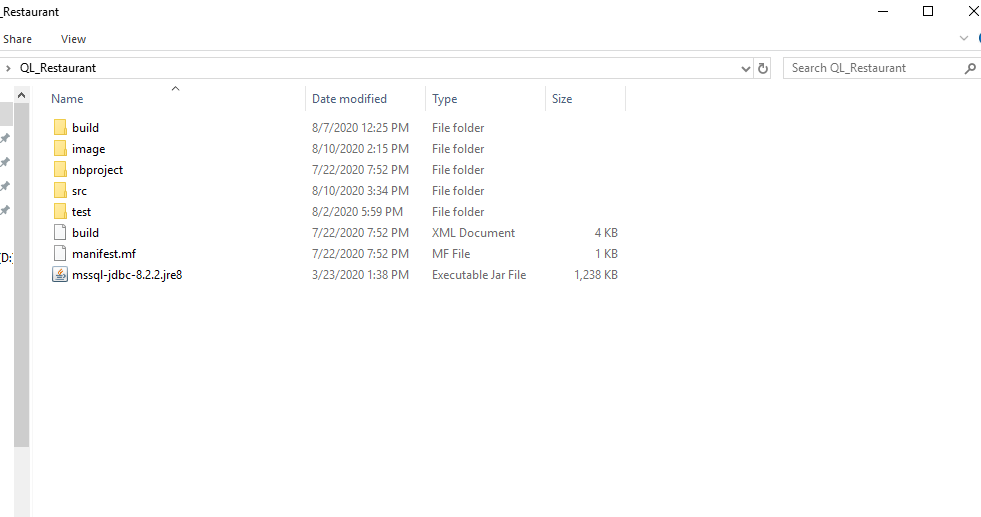 _Restaurant
Share View
QL_Restaurant Search QL_Restaurant
Name Date modified Type Size
build 8/7/2020 12:25 PM File folder
image 8/10/2020 2:15 PM File folder
nbproject 7/22/2020 7:52 PM File folder
src 8/10/2020 3:34 PM File folder
test 8/2/2020 5:59 PM File folder
build 7/22/2020 7:52 PM XML Document 4 KB
[D:] manifest.mf 7/22/2020 7:52 PM MF File 1 KB
mssql-jdbc-8.2.2.jre8 3/23/2020 1:38 PM Executable Jar File 1,238 KB